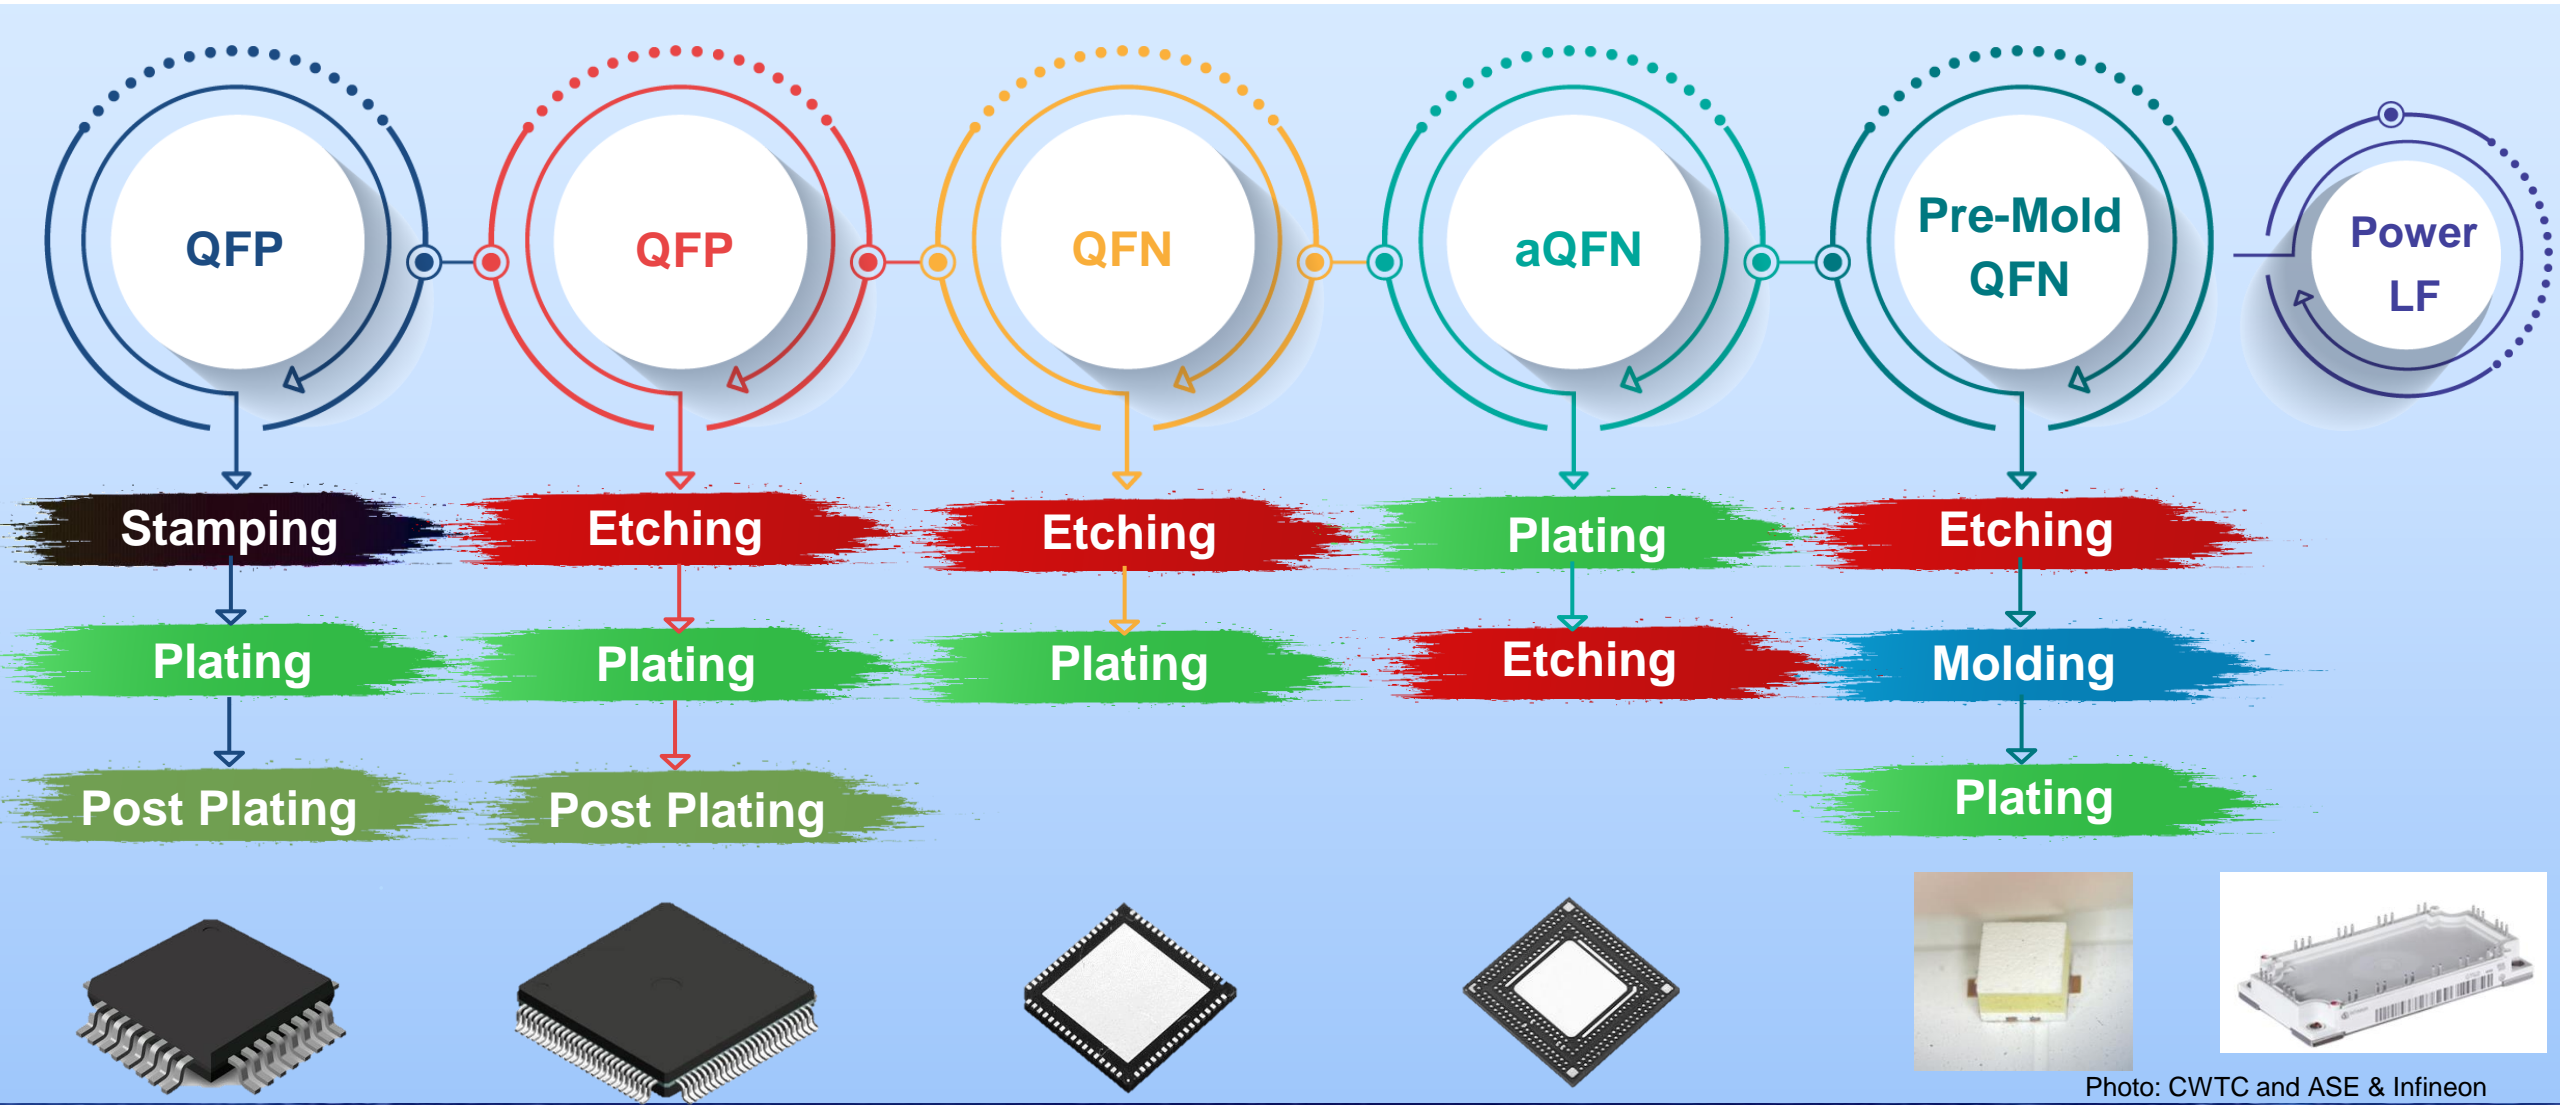 QFP
QFP
QFN
aQFN
Pre-Mold
QFN
Power
LF
Stamping
Etching
Etching
Plating
Etching
Plating
Plating
Plating
Etching
Molding
Post Plating
Post Plating
Plating
Photo: CWTC and ASE & Infineon